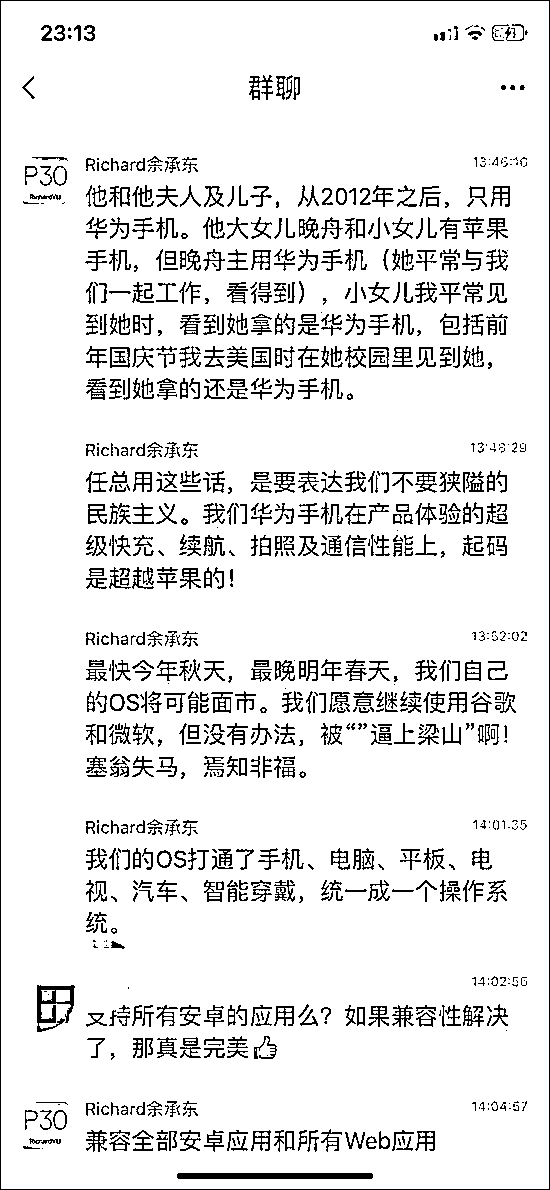 23:13
群聊
P30
RichardYU
Richard余承东
13:46:16
他和他夫人及儿子，从2012年之后，只用
华为手机。他大女儿晚舟和小女儿有苹果
手机，但晚舟主用华为手机（她平常与我
们一起工作，看得到），小女儿我平常见
到她时，看到她拿的是华为手机，包括前
年国庆节我去美国时在她校园里见到她，
看到她拿的还是华为手机。
Richard余承东
13:46:29
任总用这些话，是要表达我们不要狭隘的
民族主义。我们华为手机在产品体验的超
级快充、续航、拍照及通信性能上，起码
是超越苹果的！
Richard余承东
13:52:02
最快今年秋天，最晚明年春天，我们自己
的OS将可能面市。我们愿意继续使用谷歌
和微软，但没有办法，被“”逼上梁山”啊！
塞翁失马，焉知非福。
Richard余承东
14:01:35
我们的OS打通了手机、电脑、平板、电
视、汽车、智能穿戴，统一成一个操作系
统。
14:02:56
支持所有安卓的应用么？如果兼容性解决
了，那真是完美👍
P30
RichardYU
Richard余承东
14:04:57
兼容全部安卓应用和所有Web应用